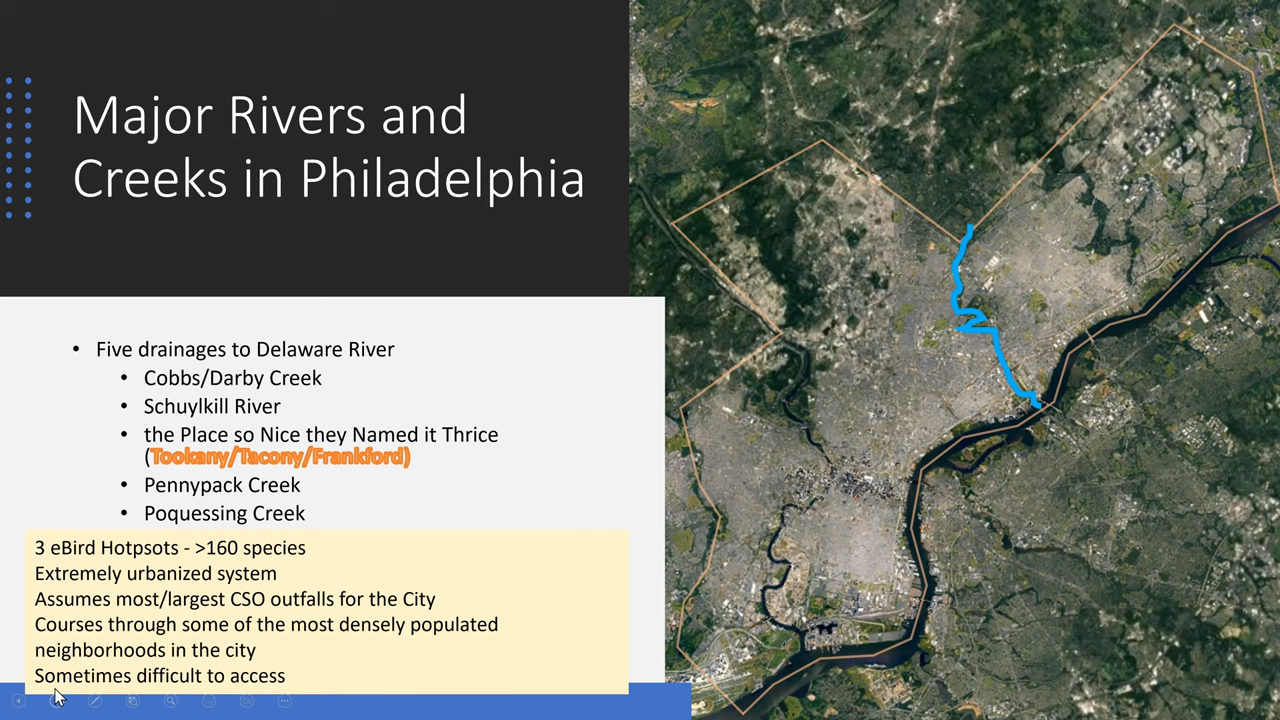 Major Rivers and
Creeks in Philadelphia
• Five drainages to Delaware River
• Cobbs/Darby Creek
• Schuylkill River
• the Place so Nice they Named it Thrice
(Tookany/Tacony/Frankford)
• Pennypack Creek
• Poquessing Creek
3 eBird Hotpsots - >160 species
Extremely urbanized system
Assumes most/largest CSO outfalls for the City
Courses through some of the most densely populated
neighborhoods in the city
Sometimes difficult to access